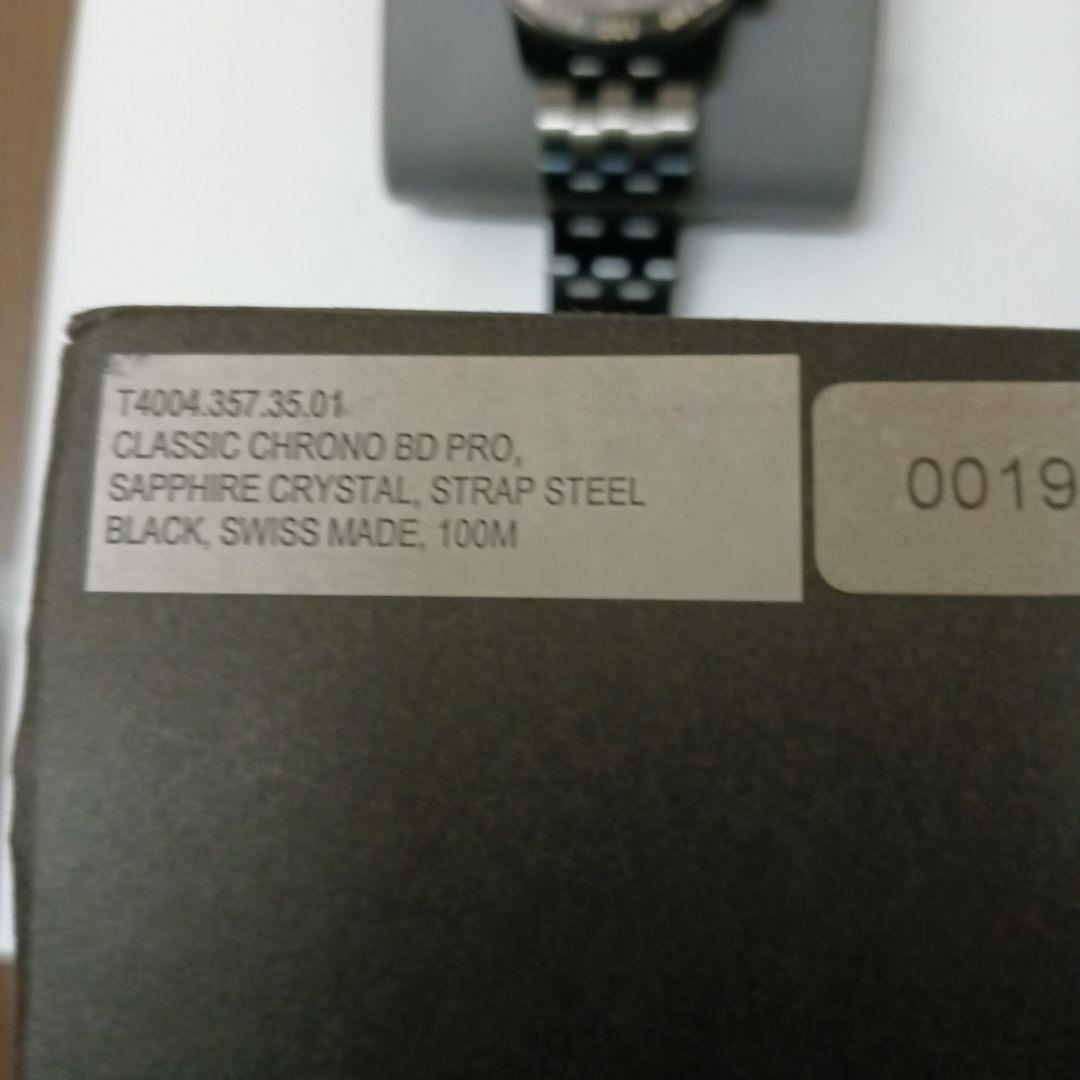 T4004.357.35.01
CLASSIC CHRONO BD PRO,
SAPPHIRE CRYSTAL, STRAP STEEL
BLACK, SWISS MADE, 100M
0019